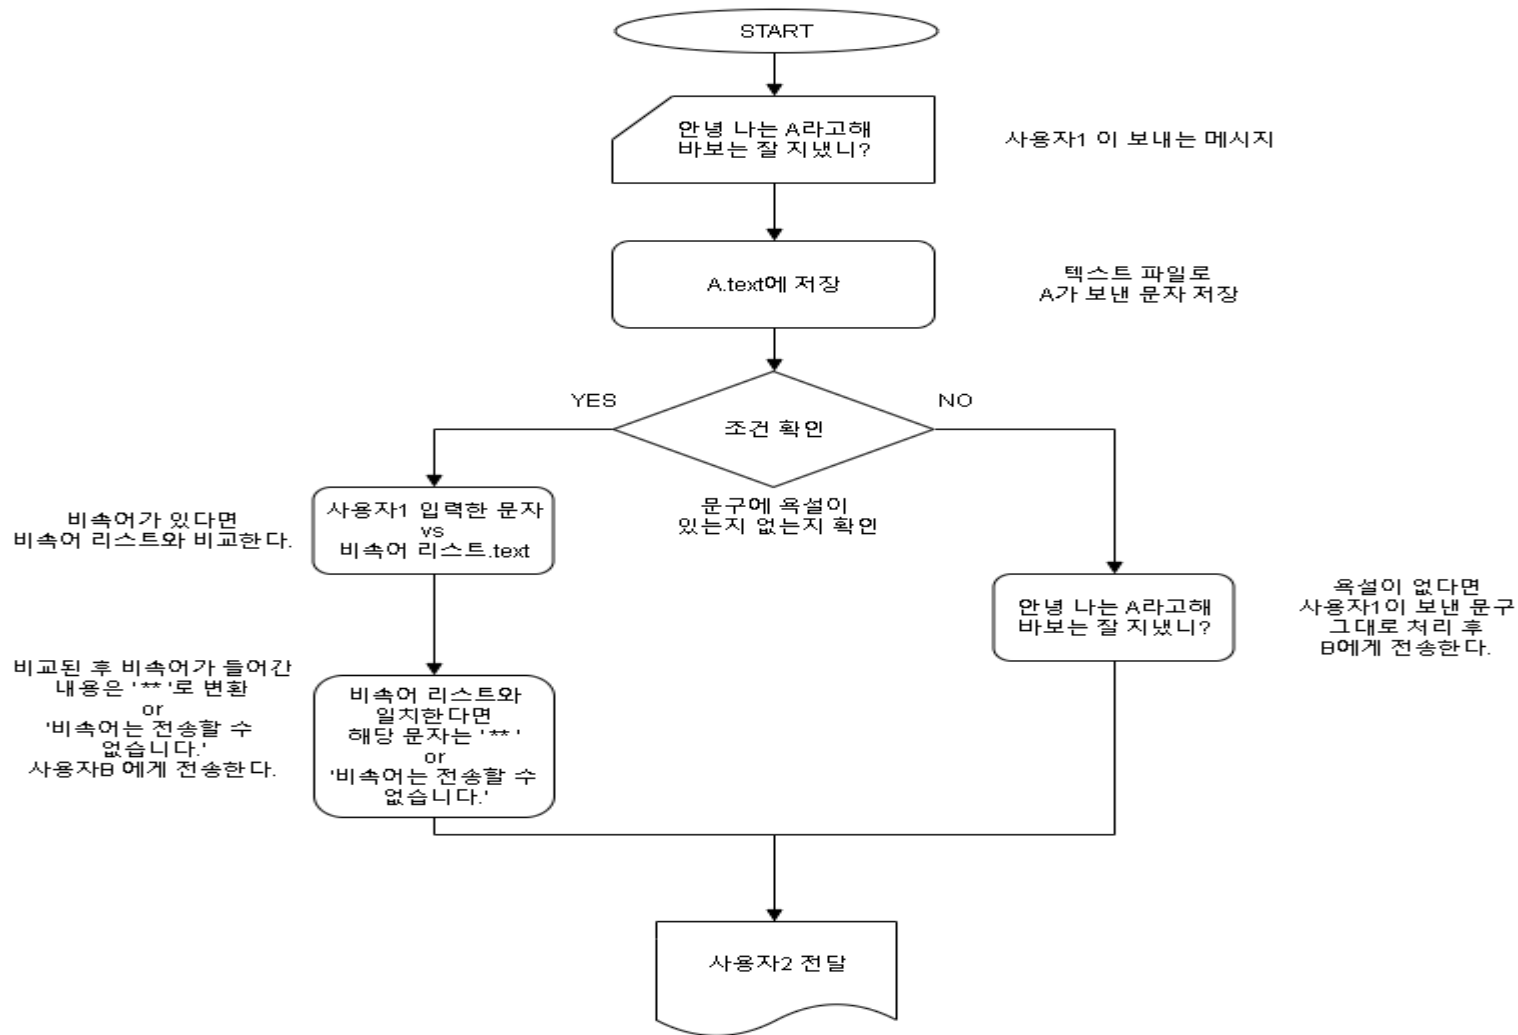 START
안녕 나는 A라고해
바보는 잘 지냈니?
사용자1 이 보내는 메시지
A.text에 저장
텍스트 파일로
A가 보낸 문자 저장
YES
NO
조건 확인
문구에 욕설이
있는지 없는지 확인
비속어가 있다면
비속어 리스트와 비교한다.
사용자1 입력한 문자
vs
비속어 리스트.text
안녕 나는 A라고해
바보는 잘 지냈니?
욕설이 없다면
사용자1이 보낸 문구
그대로 처리 후
B에게 전송한다.
비교된 후 비속어가 들어간
내용은 ' ** '로 변환
or
'비속어는 전송할 수
없습니다.'
사용자B 에게 전송한다.
비속어 리스트와
일치한다면
해당 문자는 ' ** '
or
'비속어는 전송할 수
없습니다.'
사용자2 전달